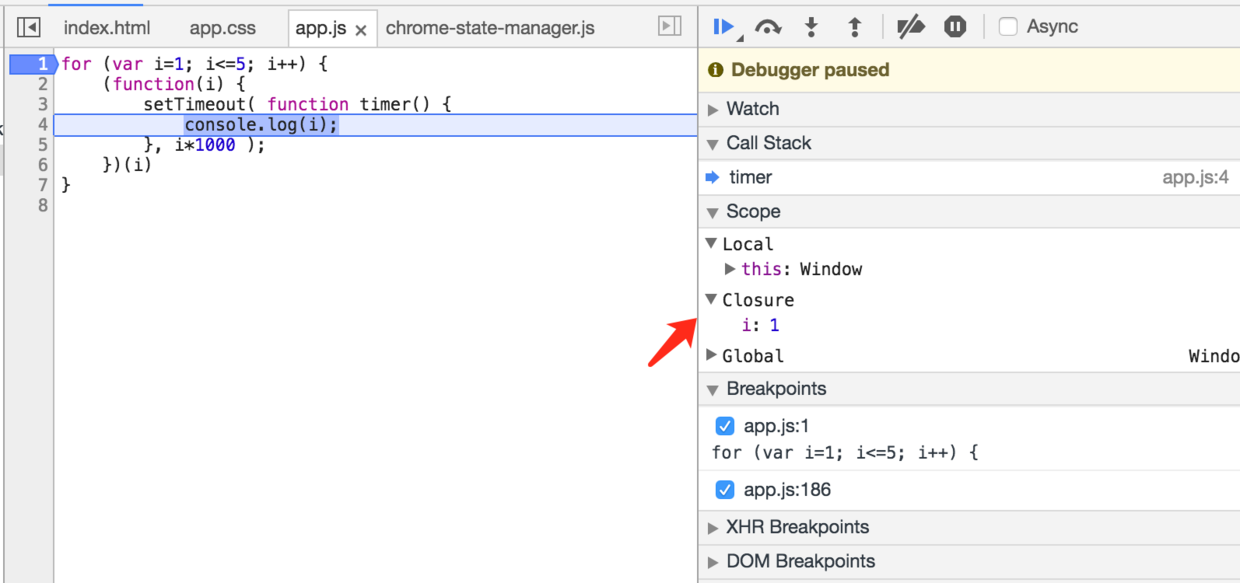 index.html app.css app.js × chrome-state-manager.js
1 for (var i=1; i<=5; i++) {
2 (function(i) {
3 setTimeout( function timer() {
4 console.log(i);
5 }, i*1000 );
6 })(i)
7 }
8
Async
Debugger paused
Watch
Call Stack
timer app.js:4
Scope
Local
this: Window
Closure
i: 1
Global Windo
Breakpoints
app.js:1
for (var i=1; i<=5; i++) {
app.js:186
XHR Breakpoints
DOM Breakpoints